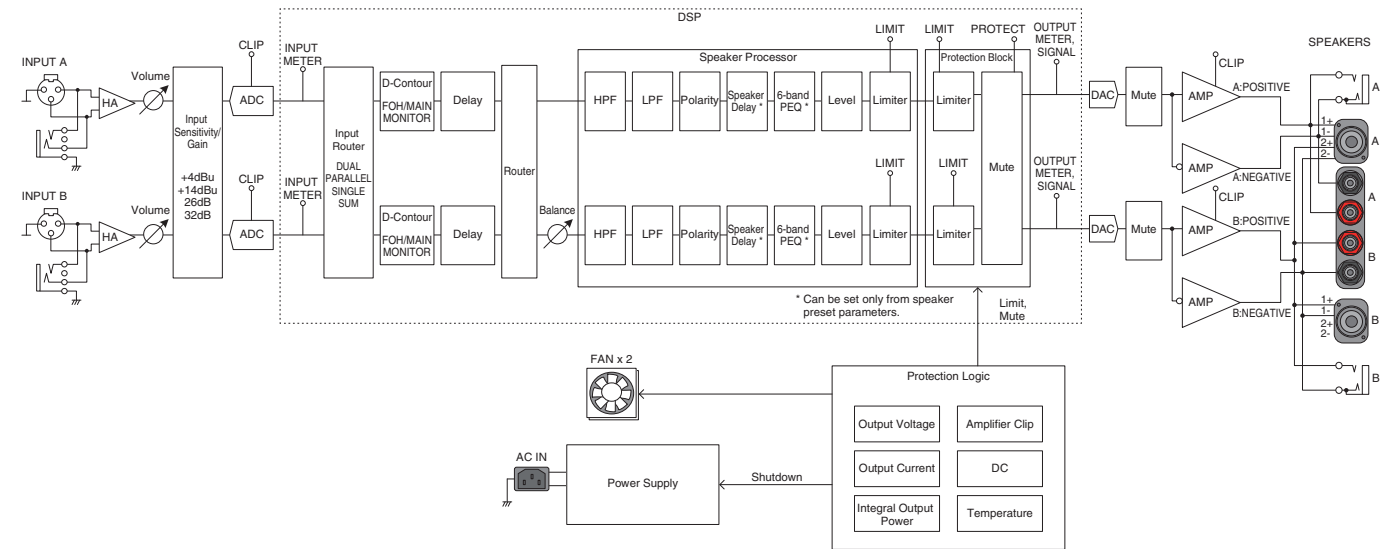 DSP
INPUT A
Volume
HA
CLIP
ADC
INPUT
METER
Input
Sensitivity/
Gain
+4dBu
+14dBu
26dB
32dB
INPUT B
Volume
HA
CLIP
ADC
INPUT
METER
Input
Router
DUAL
PARALLEL
SINGLE
SUM
D-Contour
FOH/MAIN
MONITOR
Delay
D-Contour
FOH/MAIN
MONITOR
Delay
Router
Balance
Speaker Processor
HPF
LPF
Polarity
Speaker
Delay *
6-band
PEQ *
Level
LIMIT
Limiter
HPF
LPF
Polarity
Speaker
Delay *
6-band
PEQ *
Level
LIMIT
Limiter
LIMIT
PROTECT
Protection Block
Limiter
LIMIT
Limiter
Mute
* Can be set only from speaker
preset parameters.
OUTPUT
METER,
SIGNAL
OUTPUT
METER,
SIGNAL
DAC
Mute
DAC
Mute
CLIP
AMP
A:POSITIVE
AMP
A:NEGATIVE
CLIP
AMP
B:POSITIVE
AMP
B:NEGATIVE
SPEAKERS
A
1+
1-
2+
2-
A
A
B
1+
1-
2+
2-
B
B
Limit,
Mute
FAN x 2
Protection Logic
Output Voltage
Amplifier Clip
Output Current
DC
Integral Output
Power
Temperature
AC IN
Power Supply
Shutdown